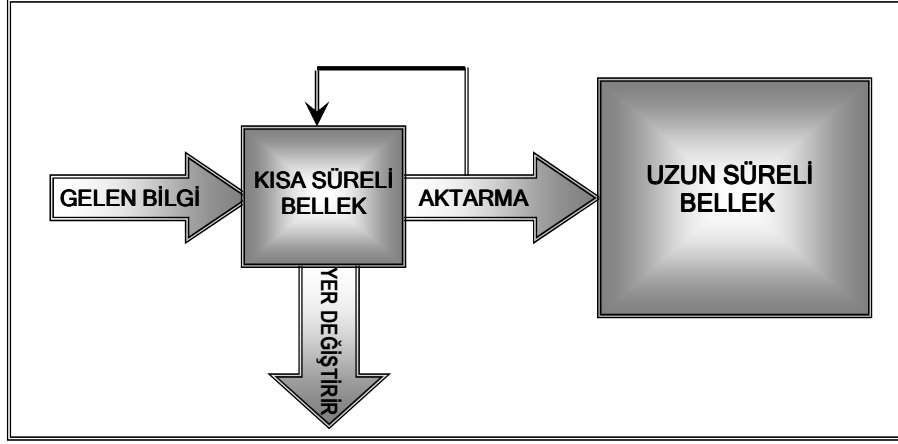 GELEN BİLGİ
KISA SÜRELİ
BELLEK
AKTARMA
UZUN SÜRELİ
BELLEK
YER DEĞİŞTİRİR